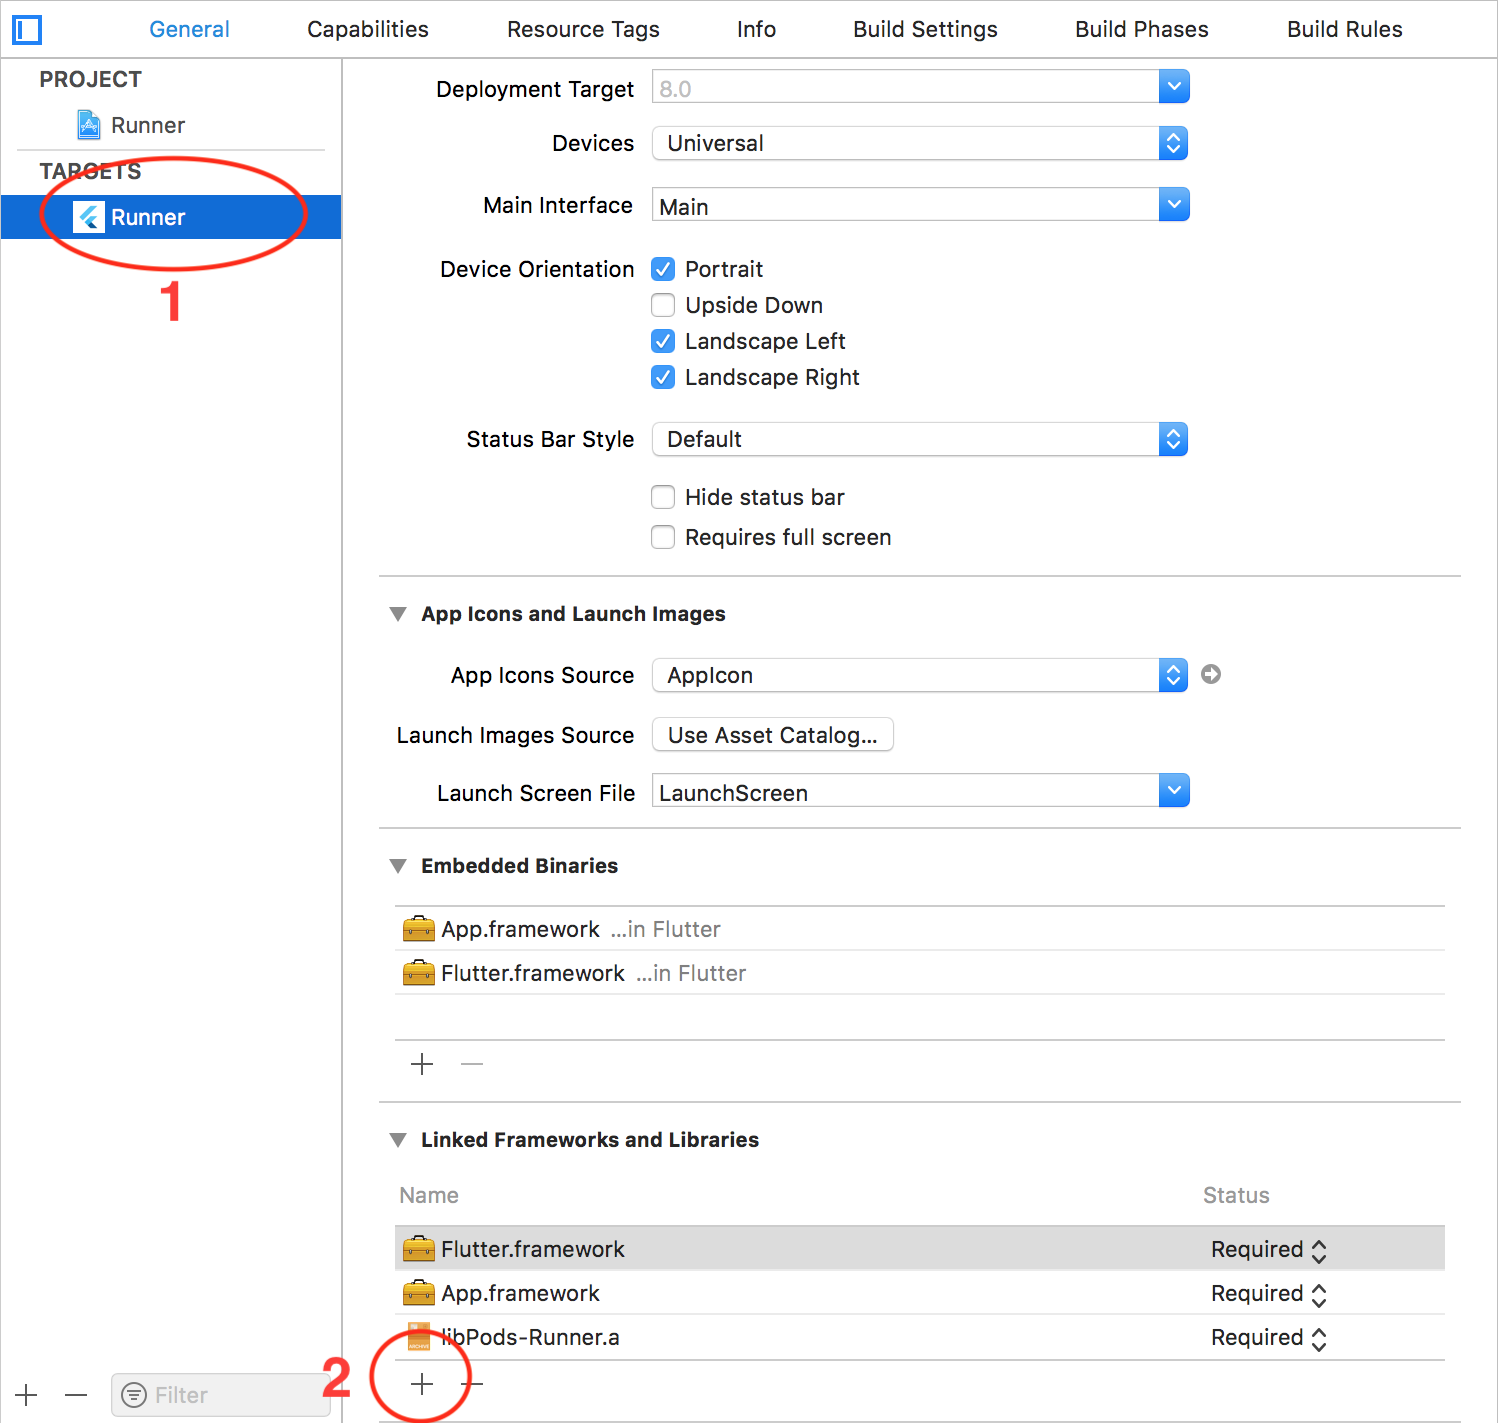 General Capabilities Resource Tags Info Build Settings Build Phases Build Rules
PROJECT
Runner
TARGETS
Runner
1
Deployment Target 8.0
Devices Universal
Main Interface Main
Device Orientation Portrait
Upside Down
Landscape Left
Landscape Right
Status Bar Style Default
Hide status bar
Requires full screen
App Icons and Launch Images
App Icons Source AppIcon
Launch Images Source Use Asset Catalog...
Launch Screen File LaunchScreen
Embedded Binaries
App.framework ...in Flutter
Flutter.framework ...in Flutter
Linked Frameworks and Libraries
Name Status
Flutter.framework Required
App.framework Required
ARCHIVE libPods-Runner.a Required
2
Filter